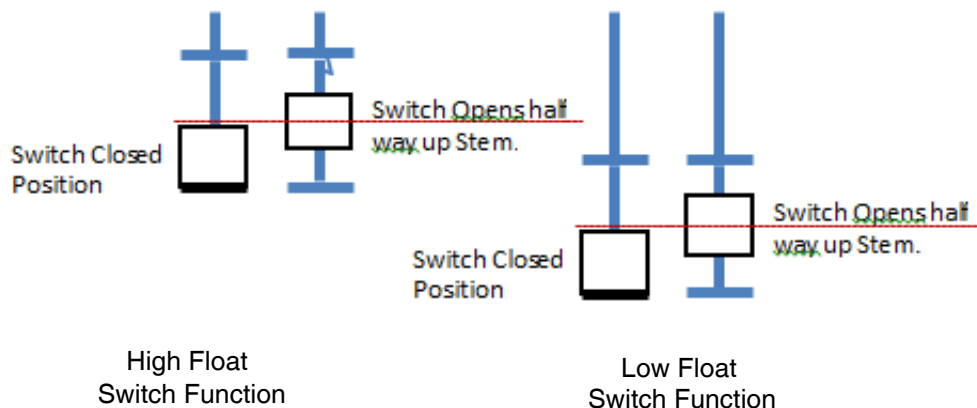 Switch Opens half
way up Stem.
Switch Closed
Position
Switch Opens half
way up Stem.
Switch Closed
Position
High Float
Switch Function
Low Float
Switch Function